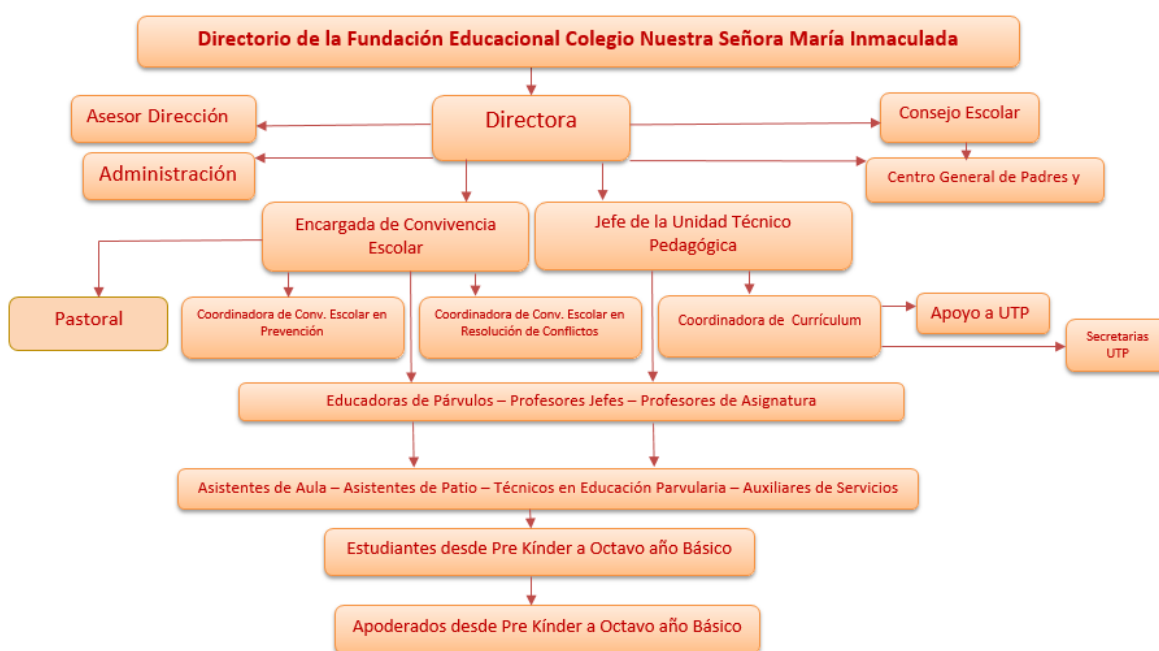 Directorio de la Fundación Educacional Colegio Nuestra Señora María Inmaculada
Asesor Dirección
Directora
Consejo Escolar
Administración
Centro General de Padres y
Encargada de Convivencia
Escolar
Jefe de la Unidad Técnico
Pedagógica
Pastoral
Coordinadora de Conv. Escolar en
Prevención
Coordinadora de Conv. Escolar en
Resolución de Conflictos
Coordinadora de Currículum
Apoyo a UTP
Secretarias
UTP
Educadoras de Párvulos – Profesores Jefes – Profesores de Asignatura
Asistentes de Aula – Asistentes de Patio – Técnicos en Educación Parvularia – Auxiliares de Servicios
Estudiantes desde Pre Kínder a Octavo año Básico
Apoderados desde Pre Kínder a Octavo año Básico